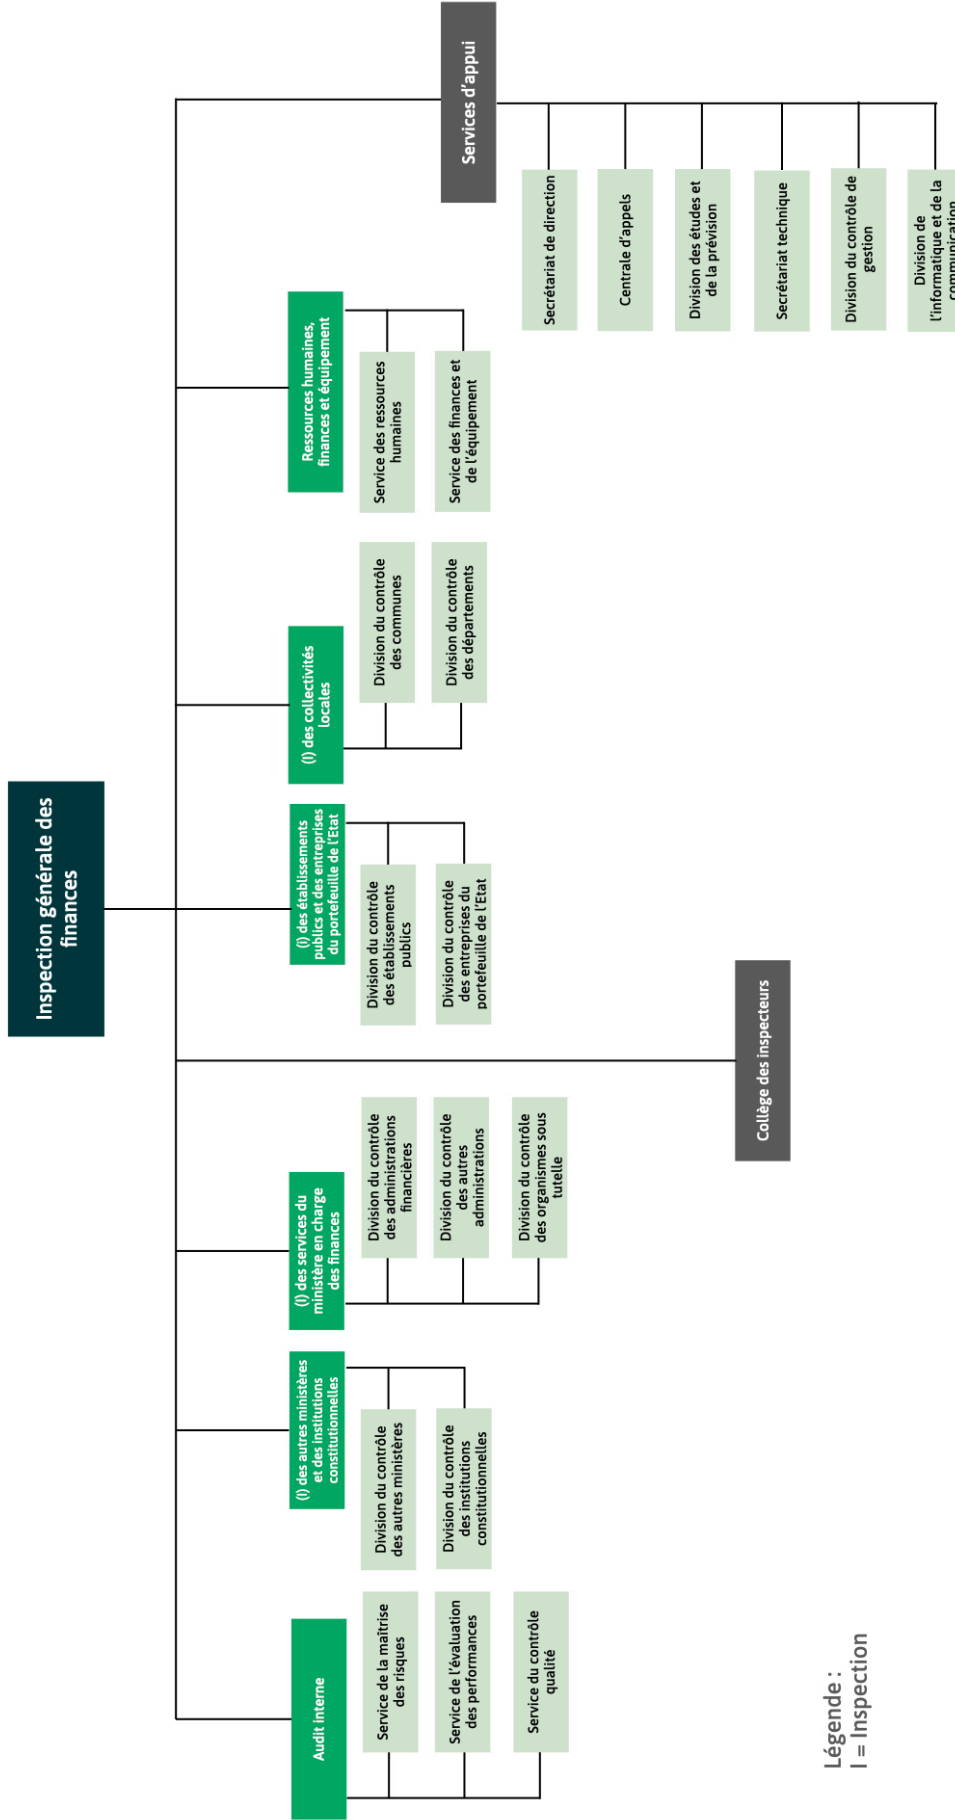 Inspection générale des
finances
Audit interne
Service de la maîtrise
des risques
Service de l'évaluation
des performances
Service du contrôle
qualité
(I) des autres ministères
et des institutions
constitutionnelles
Division du contrôle
des autres ministères
Division du contrôle
des institutions
constitutionnelles
(I) des services du
ministère en charge
des finances
Division du contrôle
des administrations
financières
Division du contrôle
des autres
administrations
Division du contrôle
des organismes sous
tutelle
Collège des inspecteurs
(I) des établissements
publics et des entreprises
du portefeuille de l'Etat
Division du contrôle
des établissements
publics
Division du contrôle
des entreprises du
portefeuille de l'Etat
(I) des collectivités
locales
Division du contrôle
des communes
Division du contrôle
des départements
Ressources humaines,
finances et équipement
Service des ressources
humaines
Service des finances et
de l'équipement
Services d'appui
Secrétariat de direction
Centrale d'appels
Division des études et
de la prévision
Secrétariat technique
Division du contrôle de
gestion
Division de
l'informatique et de la
communication
Légende :
I = Inspection